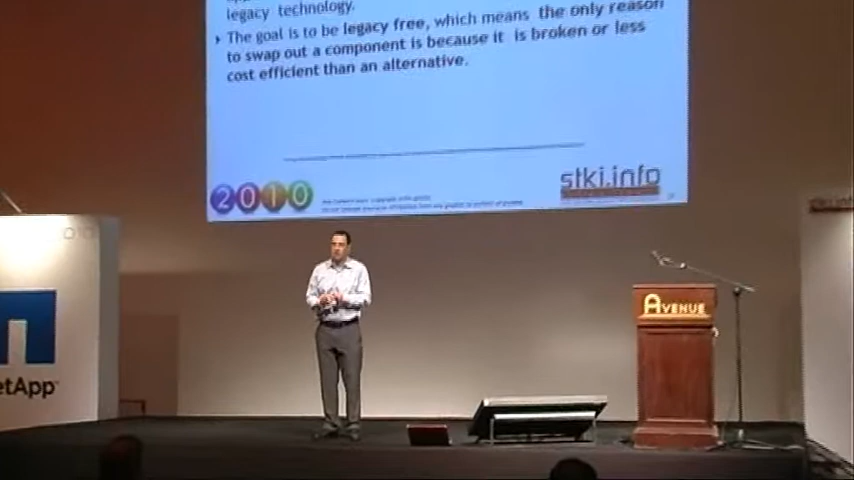 legacy technology.
The goal is to be legacy free, which means the only reason
to swap out a component is because it is broken or less
cost efficient than an alternative.
2010
stki.info
AVENUE
etApp